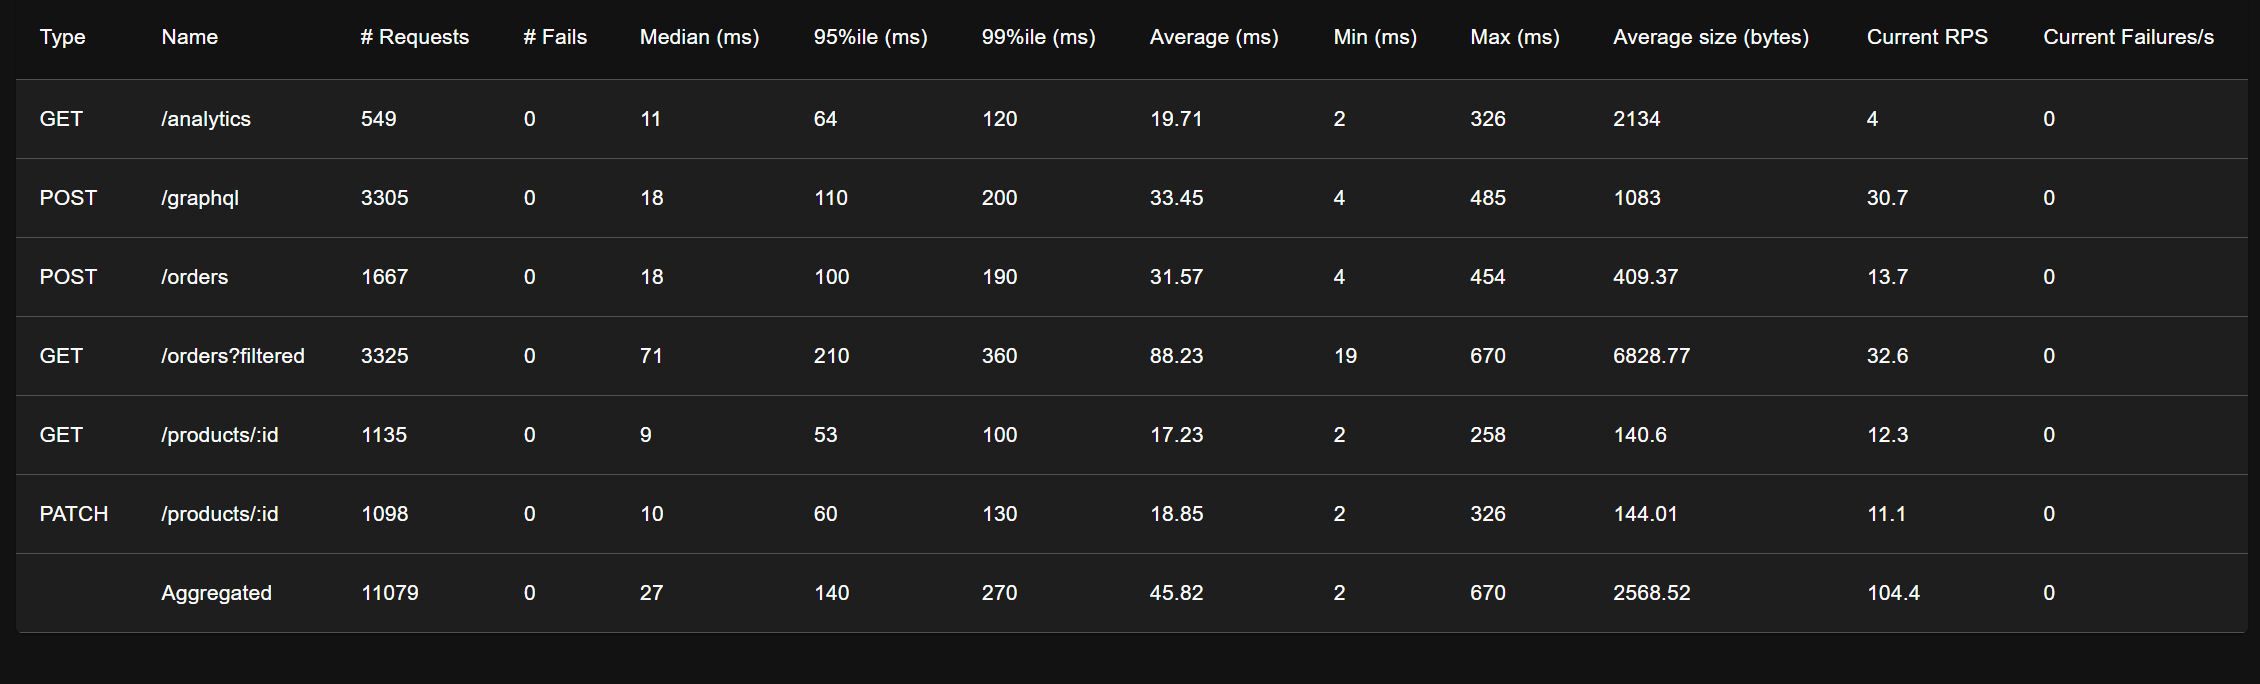 Type Name # Requests # Fails Median (ms) 95%ile (ms) 99%ile (ms) Average (ms) Min (ms) Max (ms) Average size (bytes) Current RPS Current Failures/s
GET /analytics 549 0 11 64 120 19.71 2 326 2134 4 0
POST /graphql 3305 0 18 110 200 33.45 4 485 1083 30.7 0
POST /orders 1667 0 18 100 190 31.57 4 454 409.37 13.7 0
GET /orders?filtered 3325 0 71 210 360 88.23 19 670 6828.77 32.6 0
GET /products/:id 1135 0 9 53 100 17.23 2 258 140.6 12.3 0
PATCH /products/:id 1098 0 10 60 130 18.85 2 326 144.01 11.1 0
Aggregated 11079 0 27 140 270 45.82 2 670 2568.52 104.4 0